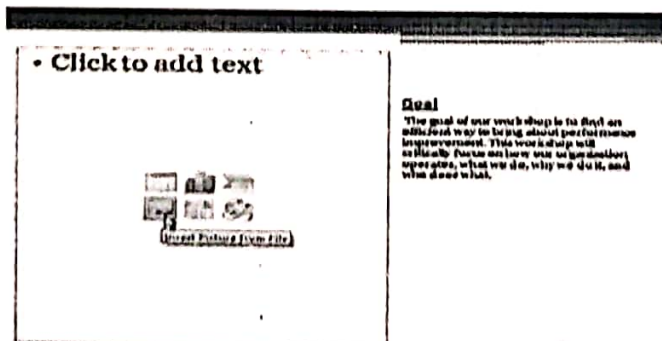 • Click to add text
Goal
The goal of our workshop is to find an
efficient way to bring about performance
improvement. This workshop will
critically focus on how our organization
operates, what we do, why we do it, and
who does what.
Insert Picture from File